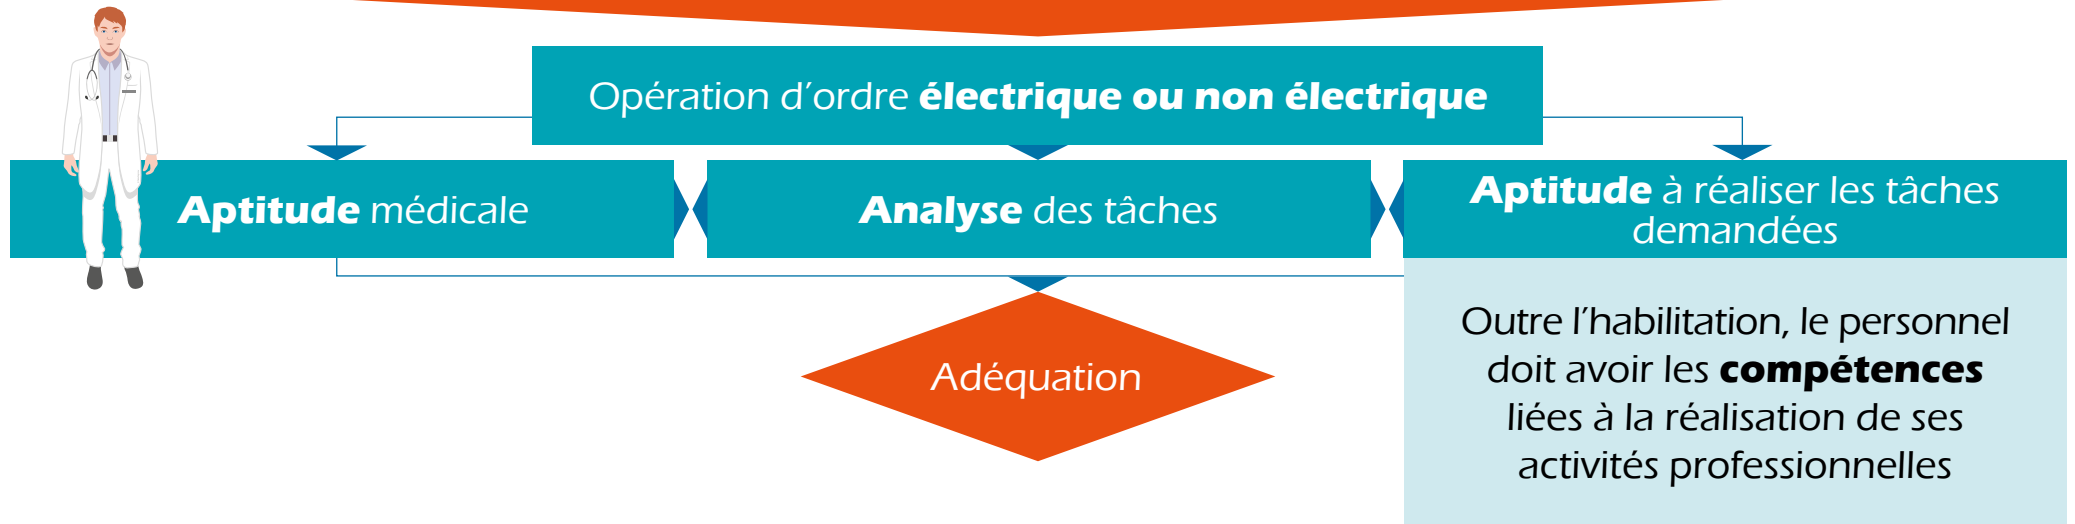 Opération d’ordre électrique ou non électrique
Aptitude médicale
Analyse des tâches
Aptitude à réaliser les tâches
demandées
Adéquation
Outre l’habilitation, le personnel
doit avoir les compétences
liées à la réalisation de ses
activités professionnelles